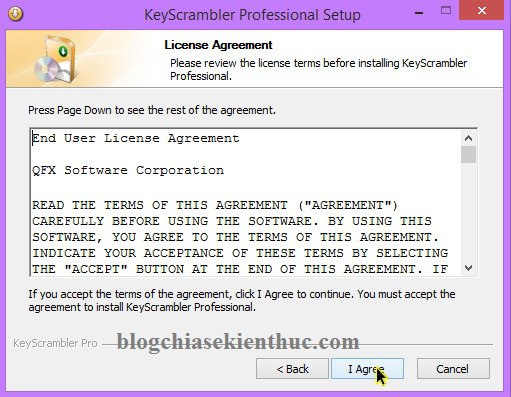 KeyScrambler Professional Setup
License Agreement
Please review the license terms before installing KeyScrambler
Professional.
Press Page Down to see the rest of the agreement.
End User License Agreement
QFX Software Corporation
READ THE TERMS OF THIS AGREEMENT ("AGREEMENT")
CAREFULLY BEFORE USING THE SOFTWARE. BY USING THIS
SOFTWARE, YOU AGREE TO THE TERMS OF THIS AGREEMENT.
INDICATE YOUR ACCEPTANCE OF THESE TERMS BY SELECTING
THE "ACCEPT" BUTTON AT THE END OF THIS AGREEMENT. IF
If you accept the terms of the agreement, click I Agree to continue. You must accept the
agreement to install KeyScrambler Professional.
KeyScrambler Pro
blogchiasekienthuc.com
< Back
I Agree
Cancel